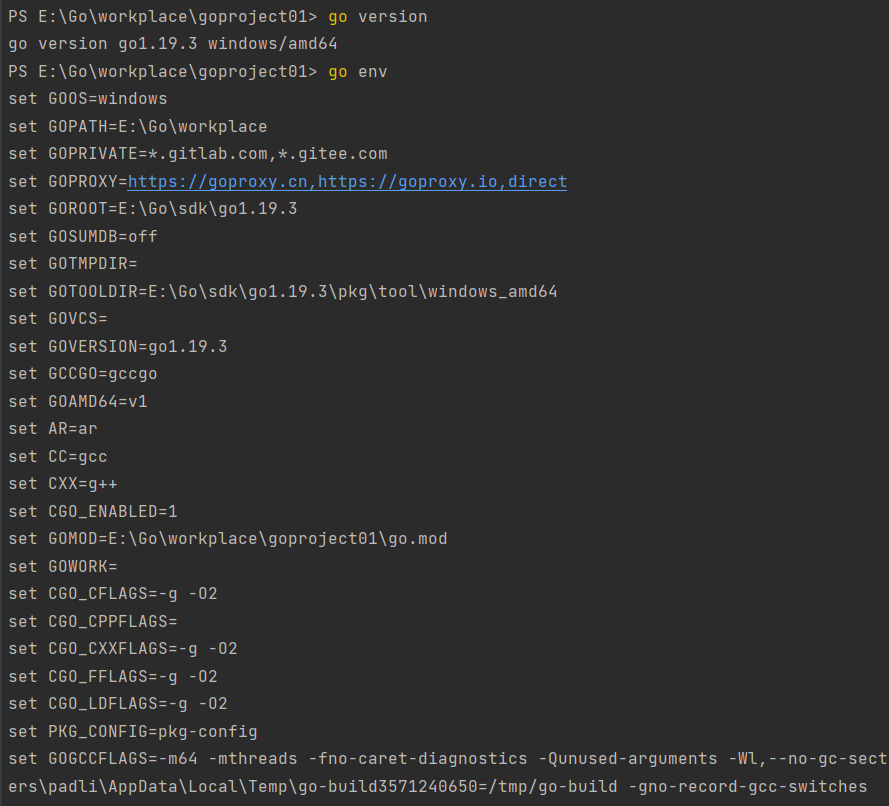 PS E:\Go\workplace\goproject01> go version
go version go1.19.3 windows/amd64
PS E:\Go\workplace\goproject01> go env
set GOOS=windows
set GOPATH=E:\Go\workplace
set GOPRIVATE=*.gitlab.com,*.gitee.com
set GOPROXY=https://goproxy.cn,https://goproxy.io,direct
set GOROOT=E:\Go\sdk\go1.19.3
set GOSUMDB=off
set GOTMPDIR=
set GOTOOLDIR=E:\Go\sdk\go1.19.3\pkg\tool\windows_amd64
set GOVCS=
set GOVERSION=go1.19.3
set GCCGO=gccgo
set GOAMD64=v1
set AR=ar
set CC=gcc
set CXX=g++
set CGO_ENABLED=1
set GOMOD=E:\Go\workplace\goproject01\go.mod
set GOWORK=
set CGO_CFLAGS=-g -O2
set CGO_CPPFLAGS=
set CGO_CXXFLAGS=-g -O2
set CGO_FFLAGS=-g -O2
set CGO_LDFLAGS=-g -O2
set PKG_CONFIG=pkg-config
set GOGCCFLAGS=-m64 -mthreads -fno-caret-diagnostics -Qunused-arguments -Wl,--no-gc-sect
ers\padli\AppData\Local\Temp\go-build3571240650=/tmp/go-build -gno-record-gcc-switches